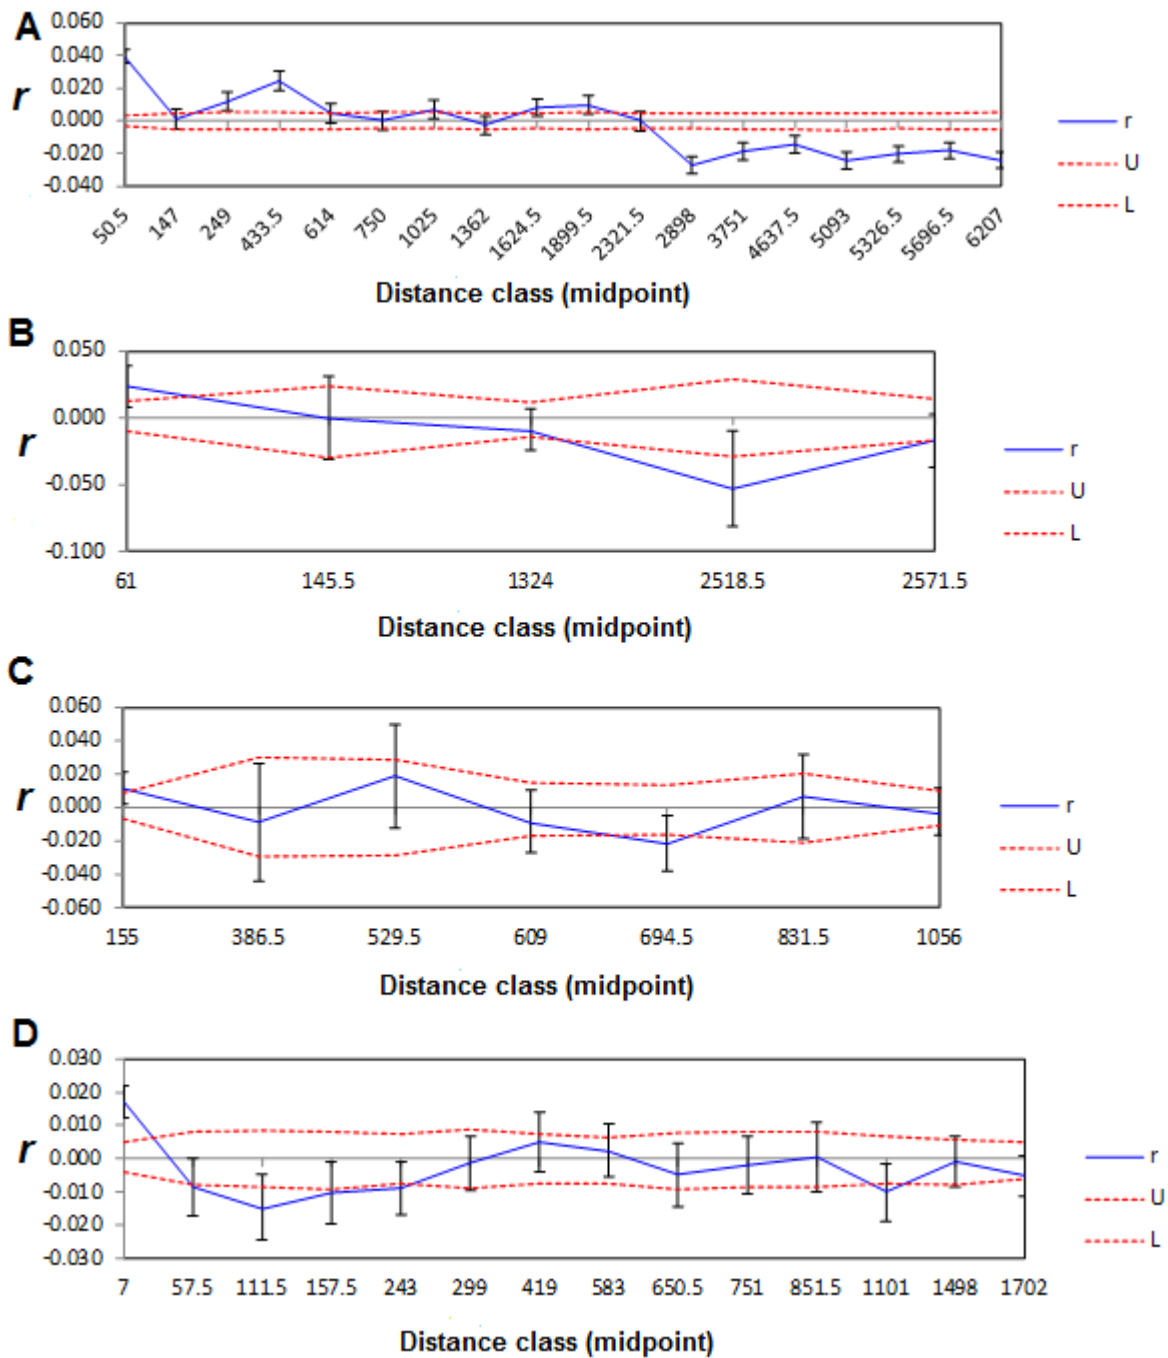 A
0.060
0.040
0.020
0.000
-0.020
-0.040
r
50.5 147 249 433.5 614 750 1025 1362 1624.5 1899.5 2321.5 2898 3751 4637.5 5093 5326.5 5696.5 6207
Distance class (midpoint)
r
U
L
B
0.050
0.000
-0.050
-0.100
r
61 145.5 1324 2518.5 2571.5
Distance class (midpoint)
r
U
L
C
0.060
0.040
0.020
0.000
-0.020
-0.040
-0.060
r
155 386.5 529.5 609 694.5 831.5 1056
Distance class (midpoint)
r
U
L
D
0.030
0.020
0.010
0.000
-0.010
-0.020
-0.030
r
7 57.5 111.5 157.5 243 299 419 583 650.5 751 851.5 1101 1498 1702
Distance class (midpoint)
r
U
L